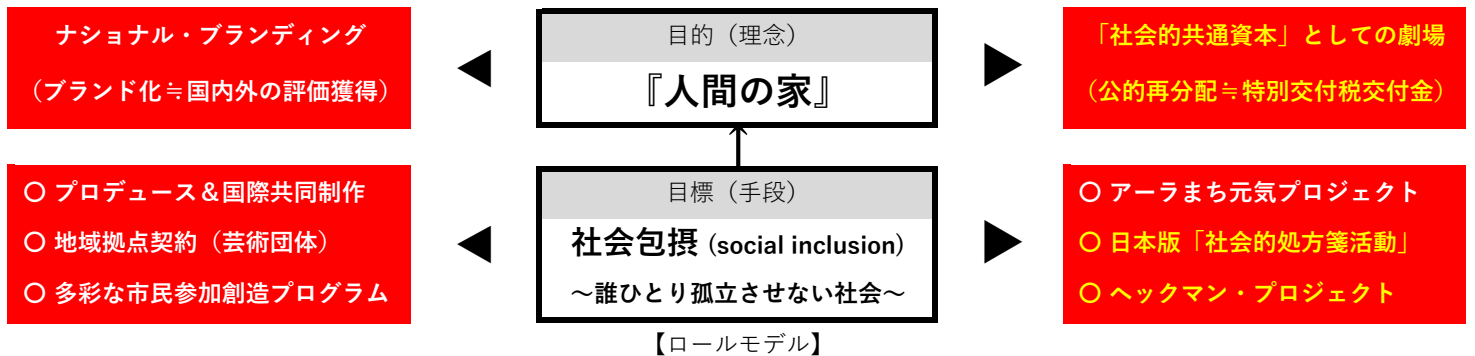 ナショナル・ブランディング
（ブランド化≒国内外の評価獲得）
目的（理念）
『人間の家』
「社会的共通資本」としての劇場
（公的再分配≒特別交付税交付金）
〇 プロデュース＆国際共同制作
〇 地域拠点契約（芸術団体）
〇 多彩な市民参加創造プログラム
目標（手段）
社会包摂 (social inclusion)
～誰ひとり孤立させない社会～
〇 アーラまち元気プロジェクト
〇 日本版「社会的処方箋活動」
〇 ヘックマン・プロジェクト
【ロールモデル】